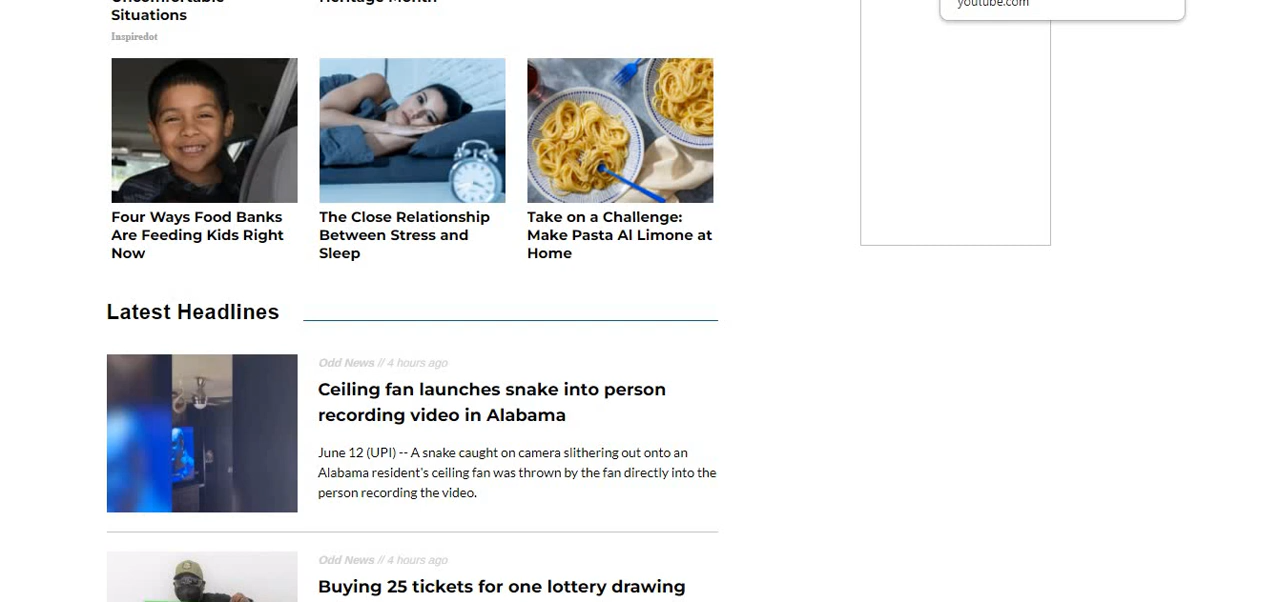 Uncomfortable
Situations
Inspiredot
Heritage Month
youtube.com
Four Ways Food Banks
Are Feeding Kids Right
Now
The Close Relationship
Between Stress and
Sleep
Take on a Challenge:
Make Pasta Al Limone at
Home
Latest Headlines
Odd News // 4 hours ago
Ceiling fan launches snake into person
recording video in Alabama
June 12 (UPI) -- A snake caught on camera slithering out onto an
Alabama resident's ceiling fan was thrown by the fan directly into the
person recording the video.
Odd News // 4 hours ago
Buying 25 tickets for one lottery drawing